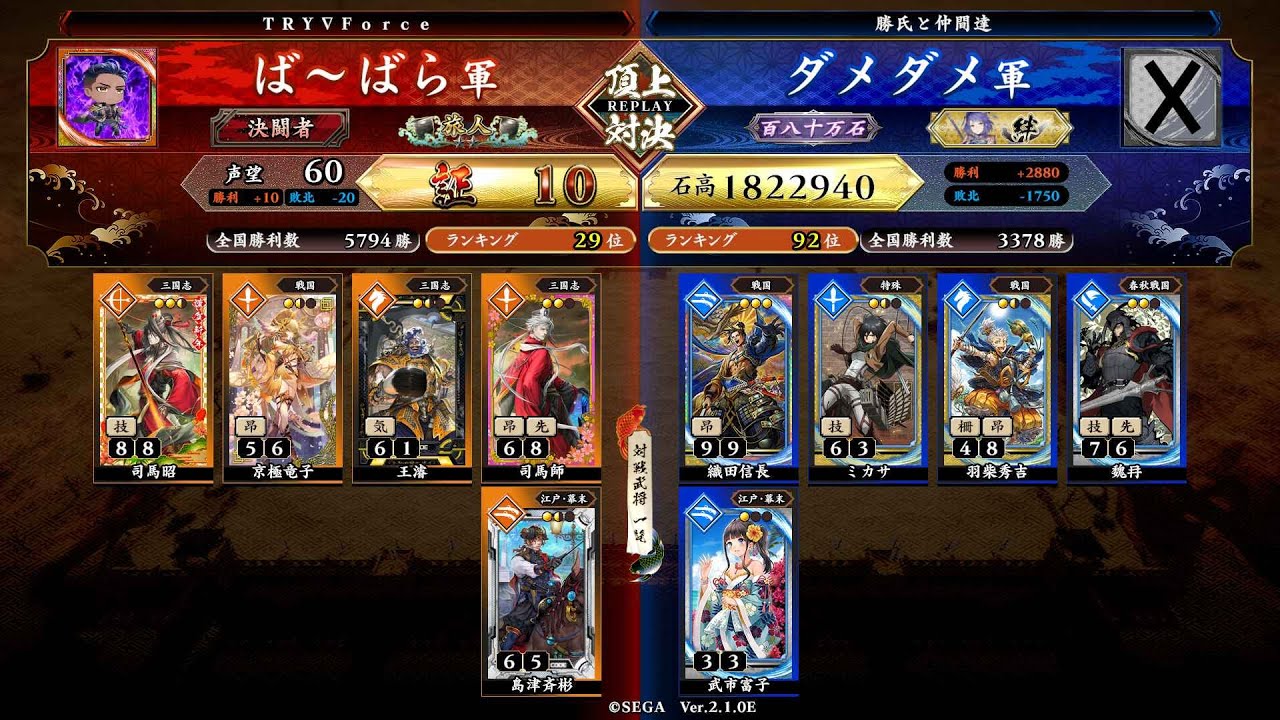 TRY∇Force
勝氏と仲間達
ば～ばら軍
頂上
REPLAY
対決
ダメダメ軍
決闘者
旅人
百八十万石
絆
声望 60
勝利 +10 敗北 -20
証 10
石高 1822940
勝利 +2880
敗北 -1750
全国勝利数 5794勝
ランキング 29位
ランキング 92位
全国勝利数 3378勝
三国志
技
8 8
司馬昭
戦国
昂
5 6
京極竜子
三国志
気
6 1
王濬
三国志
昂 先
6 8
司馬師
対戦武将一覧
戦国
昂
9 9
織田信長
特殊
技
6 3
ミカサ
戦国
柵 昂
4 8
羽柴秀吉
春秋戦国
技 先
7 6
魏冄
江戸・幕末
6 5
CODE
島津斉彬
江戸・幕末
3 3
武市富子
©SEGA Ver.2.1.0E